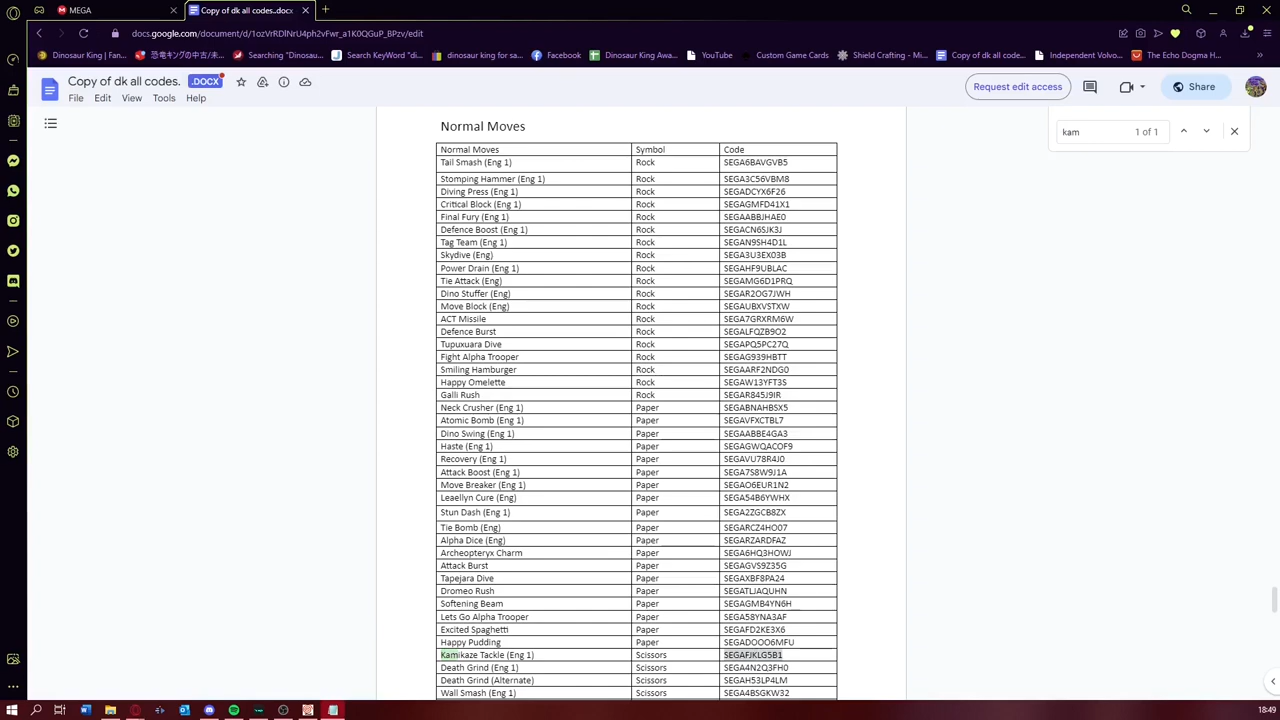 MEGA
Copy of dk all codes..docx
docs.google.com/document/d/1ozVrRDlNrU4ph2vFwr_a1K0QGuP_BPzv/edit
Dinosaur King | Fand
恐竜キングの中古/未
Searching "Dinosau
Search KeyWord "di
dinosaur king for sa
Facebook
Dinosaur King Awa
YouTube
Custom Game Cards
Shield Crafting - Mi
Copy of dk all codes
Independent Volvo
The Echo Dogma H
Copy of dk all codes. .DOCX
Request edit access
Share
File Edit View Tools Help
kam 1 of 1
Normal Moves
Normal Moves Symbol Code
Tail Smash (Eng 1) Rock SEGA6BAVGVB5
Stomping Hammer (Eng 1) Rock SEGA3C56VBM8
Diving Press (Eng 1) Rock SEGADCYX6F26
Critical Block (Eng 1) Rock SEGAGMFD41X1
Final Fury (Eng 1) Rock SEGAABBJHAE0
Defence Boost (Eng 1) Rock SEGACN6SJK3J
Tag Team (Eng 1) Rock SEGAN9SH4D1L
Skydive (Eng) Rock SEGA3U3EX03B
Power Drain (Eng 1) Rock SEGAHF9UBLAC
Tie Attack (Eng) Rock SEGAMG6D1PRQ
Dino Stuffer (Eng) Rock SEGAR2OG7JWH
Move Block (Eng) Rock SEGAUBXVSTXW
ACT Missile Rock SEGA7GRXRM6W
Defence Burst Rock SEGALFQZB9O2
Tupuxuara Dive Rock SEGAPQ5PC27Q
Fight Alpha Trooper Rock SEGAG939HBTT
Smiling Hamburger Rock SEGAARF2NDG0
Happy Omelette Rock SEGAW13YFT3S
Galli Rush Rock SEGAR845J9IR
Neck Crusher (Eng 1) Paper SEGABNAHBSX5
Atomic Bomb (Eng 1) Paper SEGAVFXCTBL7
Dino Swing (Eng 1) Paper SEGAABBE4GA3
Haste (Eng 1) Paper SEGAGWQACOF9
Recovery (Eng 1) Paper SEGAVU78R4J0
Attack Boost (Eng 1) Paper SEGA7S8W9J1A
Move Breaker (Eng 1) Paper SEGAO6EUR1N2
Leaellyn Cure (Eng) Paper SEGA54B6YWHX
Stun Dash (Eng 1) Paper SEGA2ZGCB8ZX
Tie Bomb (Eng) Paper SEGARCZ4HO07
Alpha Dice (Eng) Paper SEGARZARDFAZ
Archeopteryx Charm Paper SEGA6HQ3HOWJ
Attack Burst Paper SEGAGVS9Z35G
Tapejara Dive Paper SEGAXBF8PA24
Dromeo Rush Paper SEGATLJAQUHN
Softening Beam Paper SEGAGMB4YN6H
Lets Go Alpha Trooper Paper SEGA58YNA3AF
Excited Spaghetti Paper SEGAFD2KE3X6
Happy Pudding Paper SEGADOOO6MFU
Kamikaze Tackle (Eng 1) Scissors SEGAFJKLG5B1
Death Grind (Eng 1) Scissors SEGA4N2Q3FH0
Death Grind (Alternate) Scissors SEGAH53LP4LM
Wall Smash (Eng 1) Scissors SEGA4BSGKW32
18:49